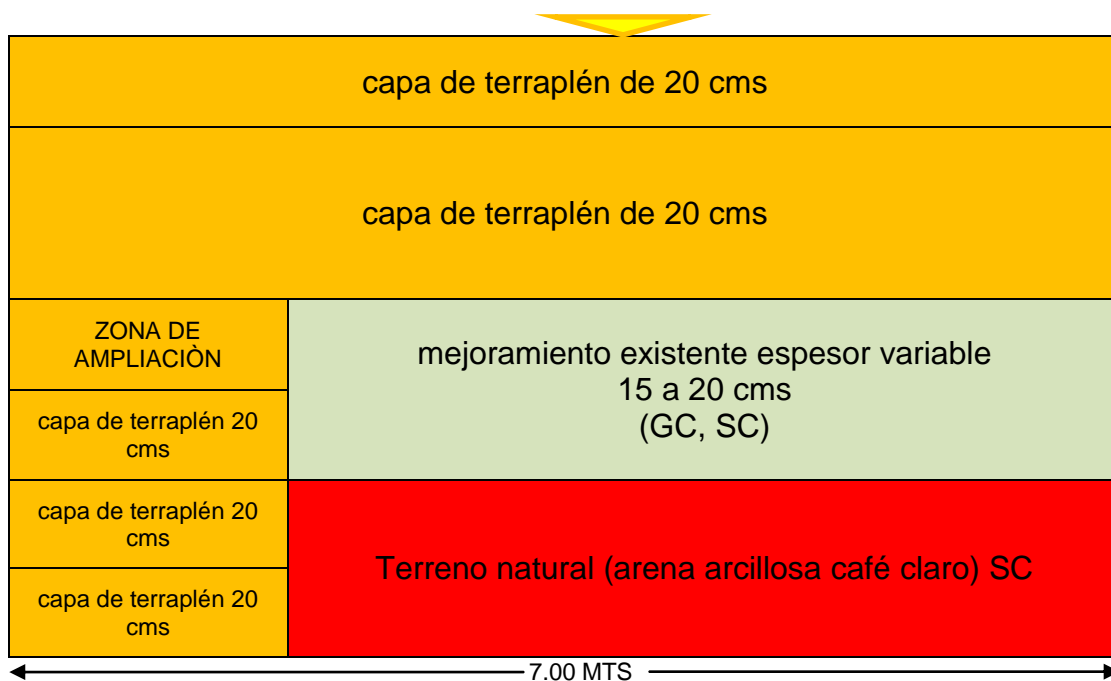 capa de terraplén de 20 cms
capa de terraplén de 20 cms
ZONA DE
AMPLIACIÒN
mejoramiento existente espesor variable
15 a 20 cms
(GC, SC)
capa de terraplén 20
cms
capa de terraplén 20
cms
Terreno natural (arena arcillosa café claro) SC
capa de terraplén 20
cms
7.00 MTS